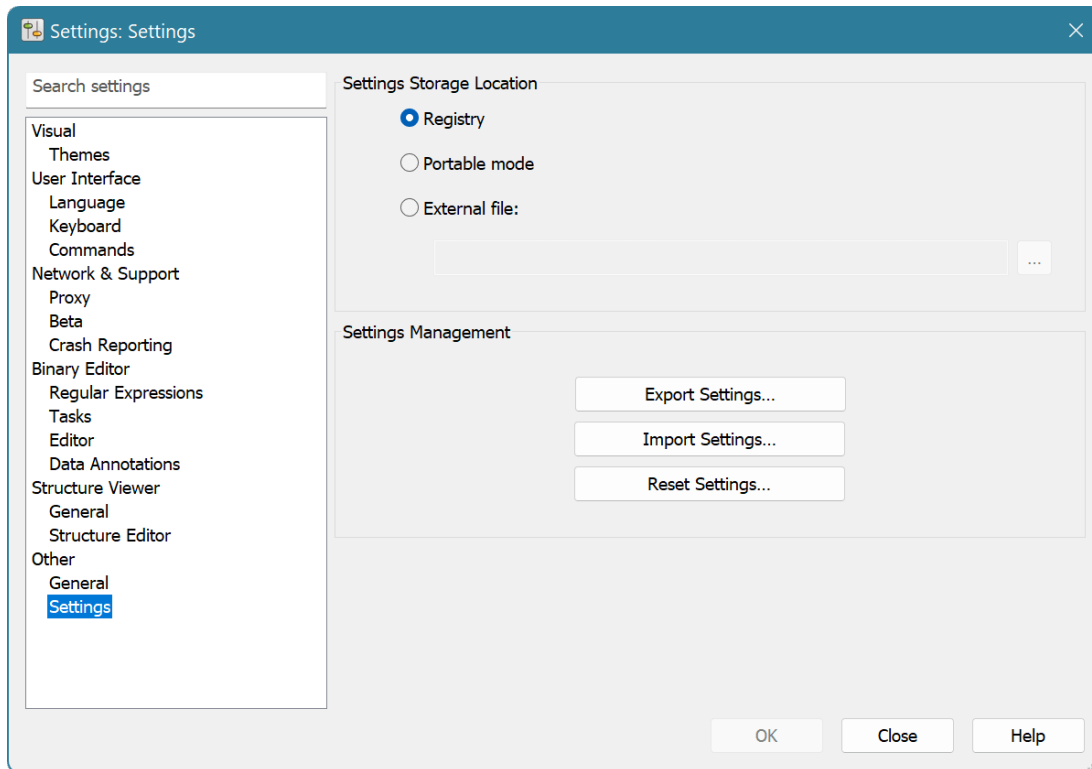 Settings: Settings
Search settings
Visual
Themes
User Interface
Language
Keyboard
Commands
Network & Support
Proxy
Beta
Crash Reporting
Binary Editor
Regular Expressions
Tasks
Editor
Data Annotations
Structure Viewer
General
Structure Editor
Other
General
Settings
Settings Storage Location
Registry
Portable mode
External file:
...
Settings Management
Export Settings...
Import Settings...
Reset Settings...
OK
Close
Help